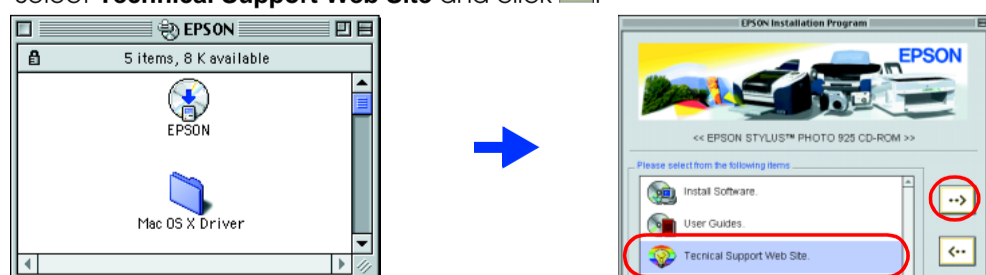 Select Technical Support Web Site and click
EPSON
5 items, 8 K available
EPSON
Mac OS X Driver
EPSON Installation Program
EPSON
<< EPSON STYLUS™ PHOTO 925 CD-ROM >>
Please select from the following items
Install Software.
User Guides.
Tecnical Support Web Site.